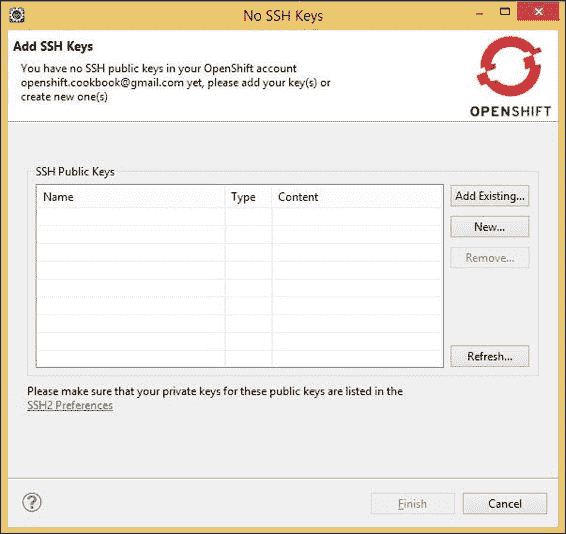 No SSH Keys
Add SSH Keys
You have no SSH public keys in your OpenShift account
openshift.cookbook@gmail.com yet, please add your key(s) or
create new one(s)
OPENSHIFT
SSH Public Keys
Name Type Content
Add Existing...
New...
Remove...
Refresh...
Please make sure that your private keys for these public keys are listed in the
SSH2 Preferences
?
Finish Cancel